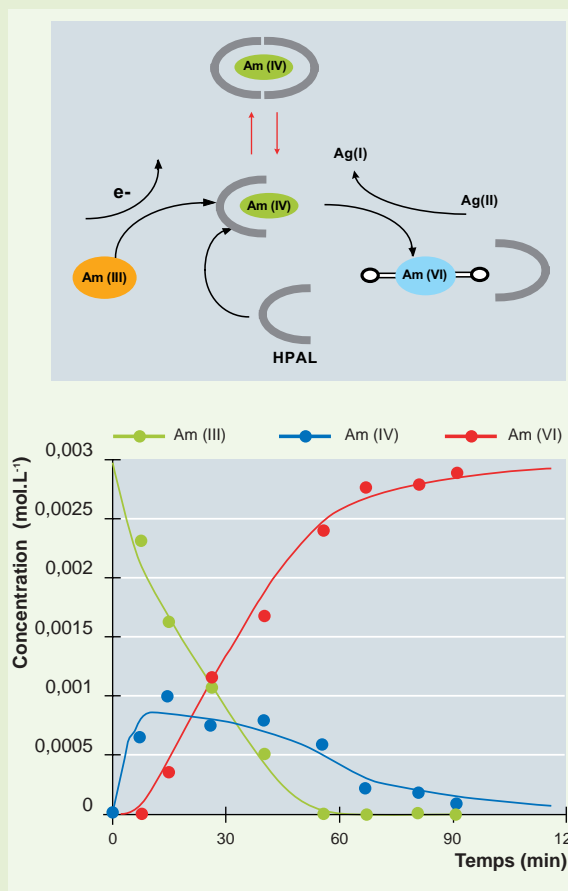 Am (IV)
Ag(I)
e-
Am (IV)
Ag(II)
Am (III)
Am (VI)
HPAL
Am (III)
Am (IV)
Am (VI)
Concentration (mol.L-1)
0,003
0,0025
0,002
0,0015
0,001
0,0005
0
0
30
60
90
12
Temps (min)